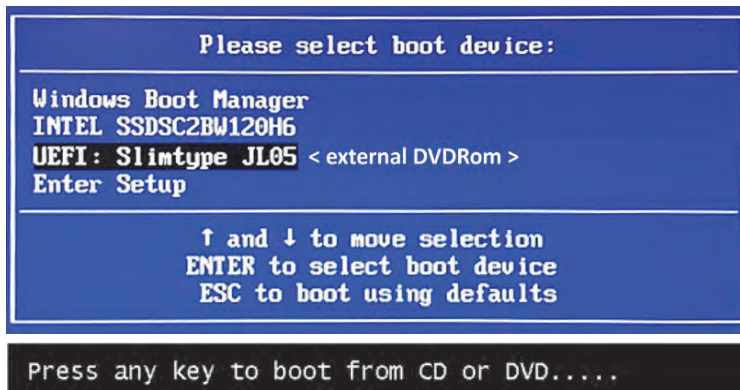 Please select boot device:
Windows Boot Manager
INTEL SSDSC2BW120H6
UEFI: Slimtype JL05 < external DVDRom >
Enter Setup
↑ and ↓ to move selection
ENTER to select boot device
ESC to boot using defaults
Press any key to boot from CD or DVD.....